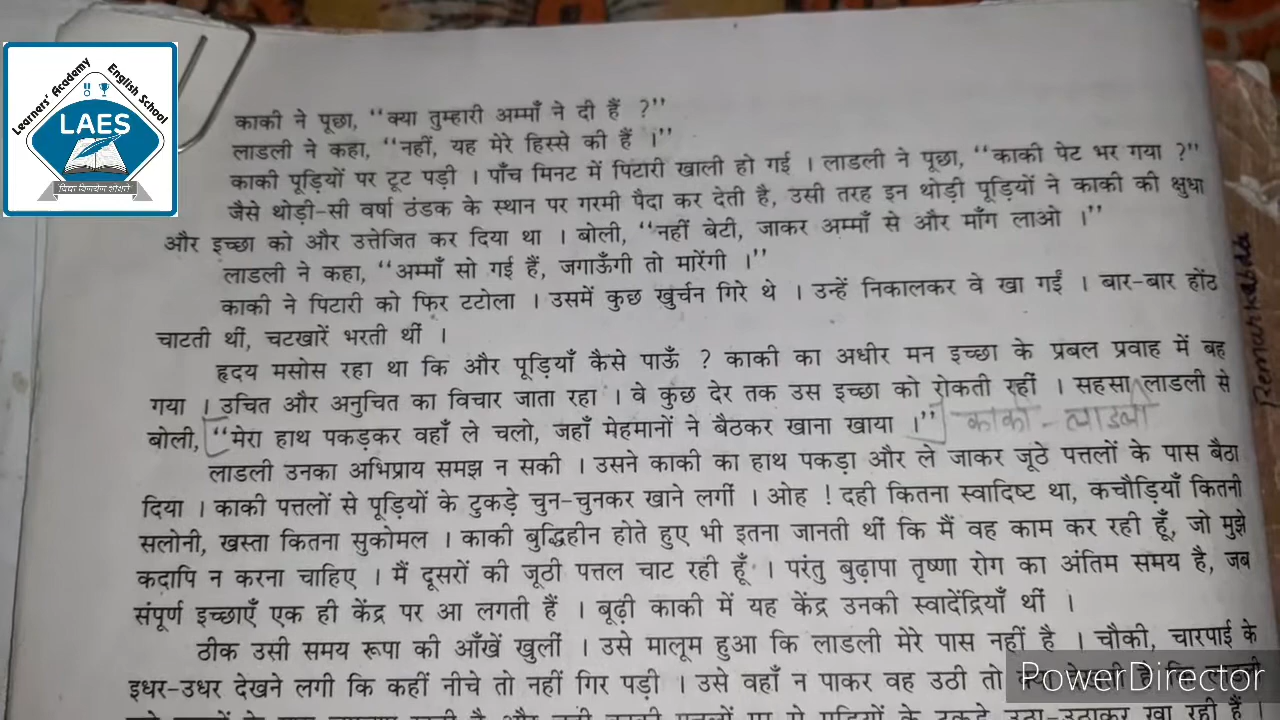 Learners' Academy English School
LAES
विद्या विनयेन शोभते
काकी ने पूछा, “क्या तुम्हारी अम्माँ ने दी हैं ?”
लाडली ने कहा, “नहीं, यह मेरे हिस्से की हैं ।”
काकी पूड़ियों पर टूट पड़ी । पाँच मिनट में पिटारी खाली हो गई । लाडली ने पूछा, “काकी पेट भर गया ?”
जैसे थोड़ी-सी वर्षा ठंडक के स्थान पर गरमी पैदा कर देती है, उसी तरह इन थोड़ी पूड़ियों ने काकी की क्षुधा
और इच्छा को और उत्तेजित कर दिया था । बोली, “नहीं बेटी, जाकर अम्माँ से और माँग लाओ ।”
लाडली ने कहा, “अम्माँ सो गई हैं, जगाऊँगी तो मारेंगी ।”
काकी ने पिटारी को फिर टटोला । उसमें कुछ खुर्चन गिरे थे । उन्हें निकालकर वे खा गईं । बार-बार होंठ
चाटती थीं, चटखारें भरती थीं ।
हृदय मसोस रहा था कि और पूड़ियाँ कैसे पाऊँ ? काकी का अधीर मन इच्छा के प्रबल प्रवाह में बह
गया । उचित और अनुचित का विचार जाता रहा । वे कुछ देर तक उस इच्छा को रोकती रहीं । सहसा लाडली से
बोली, “मेरा हाथ पकड़कर वहाँ ले चलो, जहाँ मेहमानों ने बैठकर खाना खाया ।” काकी - लाडली
लाडली उनका अभिप्राय समझ न सकी । उसने काकी का हाथ पकड़ा और ले जाकर जूठे पत्तलों के पास बैठा
दिया । काकी पत्तलों से पूड़ियों के टुकड़े चुन-चुनकर खाने लगीं । ओह ! दही कितना स्वादिष्ट था, कचौड़ियाँ कितनी
सलोनी, खस्ता कितना सुकोमल । काकी बुद्धिहीन होते हुए भी इतना जानती थीं कि मैं वह काम कर रही हूँ, जो मुझे
कदापि न करना चाहिए । मैं दूसरों की जूठी पत्तल चाट रही हूँ । परंतु बुढ़ापा तृष्णा रोग का अंतिम समय है, जब
संपूर्ण इच्छाएँ एक ही केंद्र पर आ लगती हैं । बूढ़ी काकी में यह केंद्र उनकी स्वादेंद्रियाँ थीं ।
ठीक उसी समय रूपा की आँखें खुलीं । उसे मालूम हुआ कि लाडली मेरे पास नहीं है । चौकी, चारपाई के
इधर-उधर देखने लगी कि कहीं नीचे तो नहीं गिर पड़ी । उसे वहाँ न पाकर वह उठी तो
Remarkable
PowerDirector